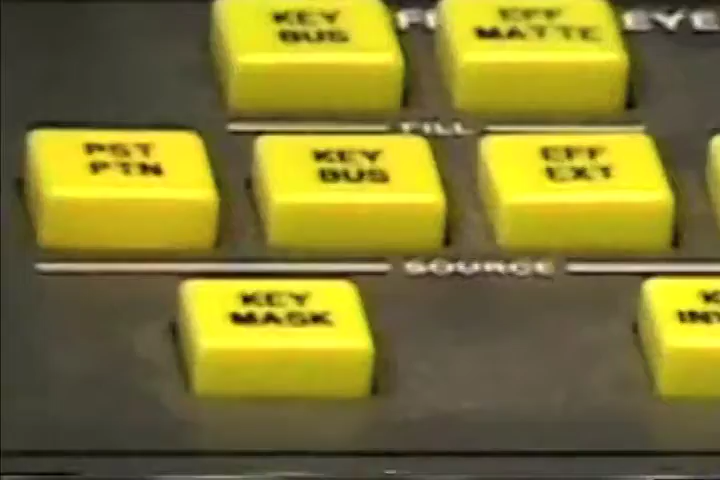 KEY
BUS
EFF
MATTE
FILL
PST
PTN
KEY
BUS
EFF
EXT
SOURCE
KEY
MASK